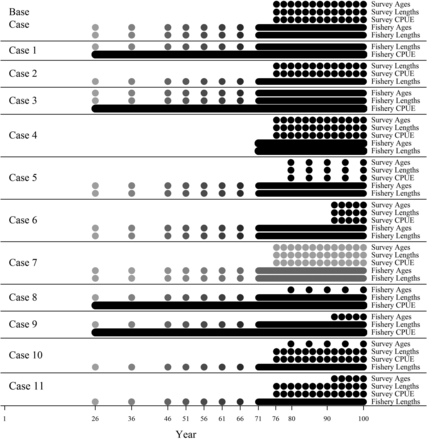 Base
Case
Survey Ages
Survey Lengths
Survey CPUE
Fishery Ages
Fishery Lengths
Case 1
Fishery Lengths
Fishery CPUE
Case 2
Survey Lengths
Survey CPUE
Fishery Lengths
Case 3
Fishery Ages
Fishery Lengths
Fishery CPUE
Case 4
Survey Ages
Survey Lengths
Survey CPUE
Fishery Ages
Fishery Lengths
Case 5
Survey Ages
Survey Lengths
Survey CPUE
Fishery Ages
Fishery Lengths
Case 6
Survey Ages
Survey Lengths
Survey CPUE
Fishery Ages
Fishery Lengths
Case 7
Survey Ages
Survey Lengths
Survey CPUE
Fishery Ages
Fishery Lengths
Case 8
Fishery Ages
Fishery Lengths
Fishery CPUE
Case 9
Fishery Ages
Fishery Lengths
Fishery CPUE
Case 10
Survey Ages
Survey Lengths
Survey CPUE
Fishery Lengths
Case 11
Survey Ages
Survey Lengths
Survey CPUE
Fishery Lengths
1 26 36 46 51 56 61 66 71 76 80 90 100
Year